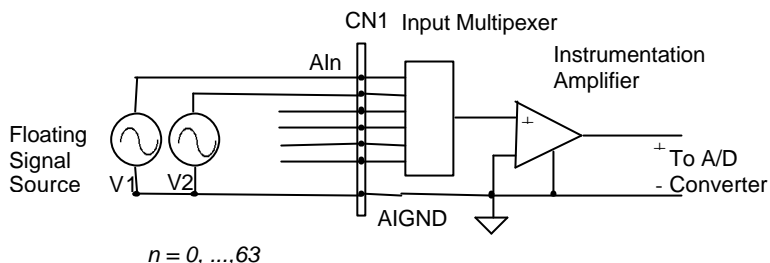 CN1 Input Multipexer
AIn
Instrumentation
Amplifier
Floating
Signal
Source
V1
V2
+
+
To A/D
- Converter
AIGND
n = 0, ...,63